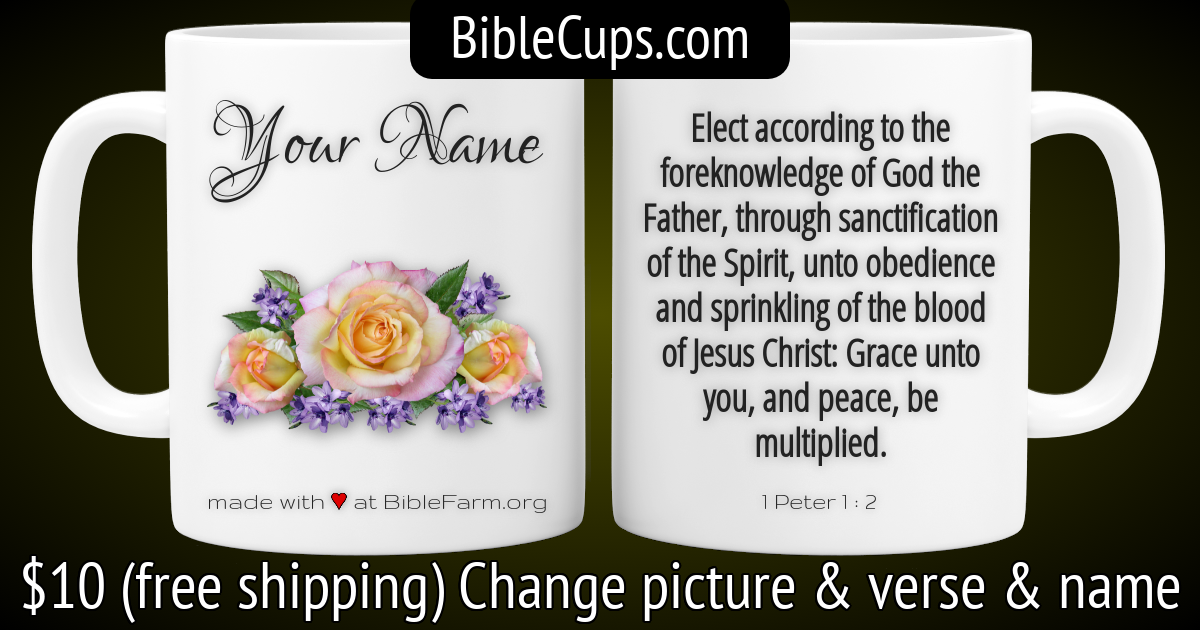 BibleCups.com
Your Name
made with ♥ at BibleFarm.org
Elect according to the
foreknowledge of God the
Father, through sanctification
of the Spirit, unto obedience
and sprinkling of the blood
of Jesus Christ: Grace unto
you, and peace, be
multiplied.
1 Peter 1 : 2
$10 (free shipping) Change picture & verse & name